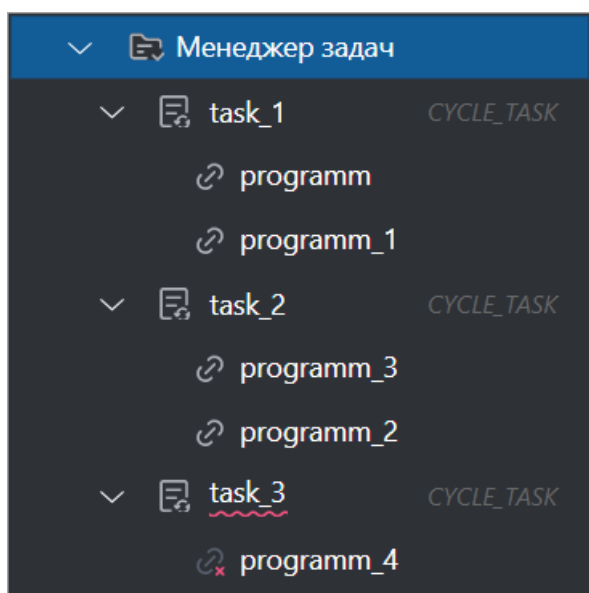 Менеджер задач
task_1 CYCLE_TASK
programm
programm_1
task_2 CYCLE_TASK
programm_3
programm_2
task_3 CYCLE_TASK
programm_4